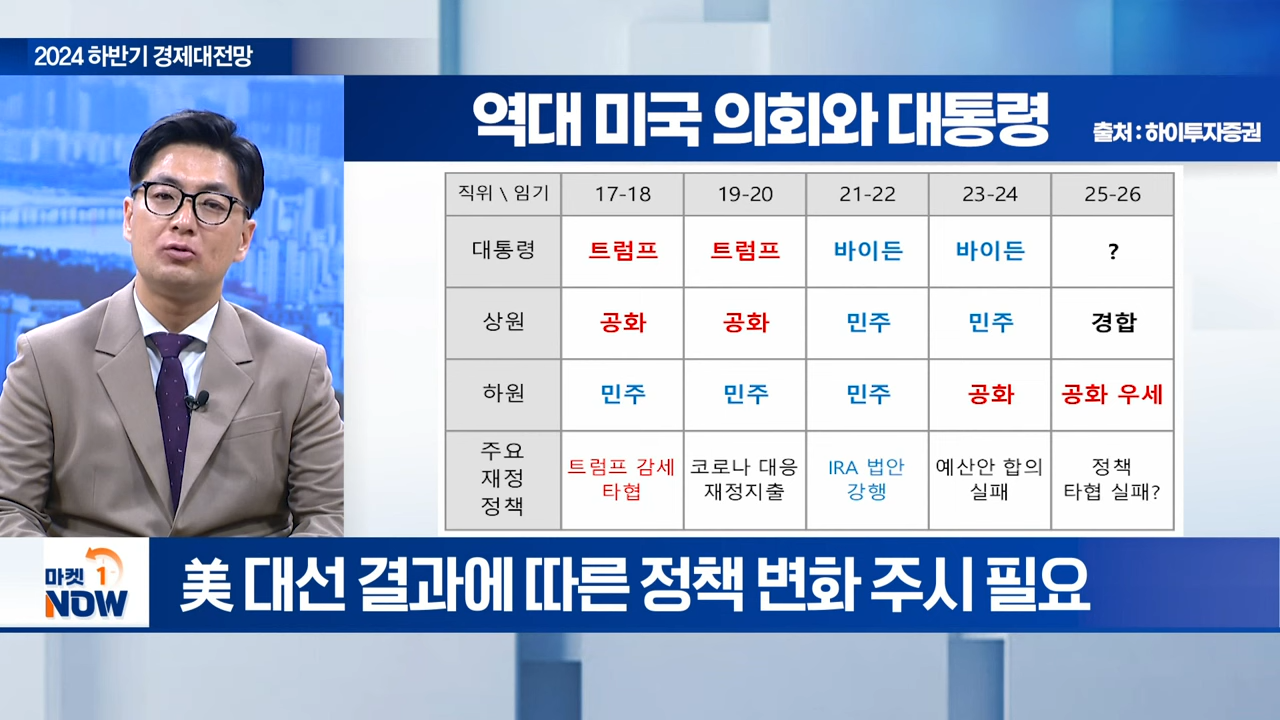 2024 하반기 경제대전망
역대 미국 의회와 대통령
출처 : 하이투자증권
직위 \ 임기 17-18 19-20 21-22 23-24 25-26
대통령 트럼프 트럼프 바이든 바이든 ?
상원 공화 공화 민주 민주 경합
하원 민주 민주 민주 공화 공화 우세
주요 재정 정책 트럼프 감세 타협 코로나 대응 재정지출 IRA 법안 강행 예산안 합의 실패 정책 타협 실패?
마켓 1
NOW
美 대선 결과에 따른 정책 변화 주시 필요